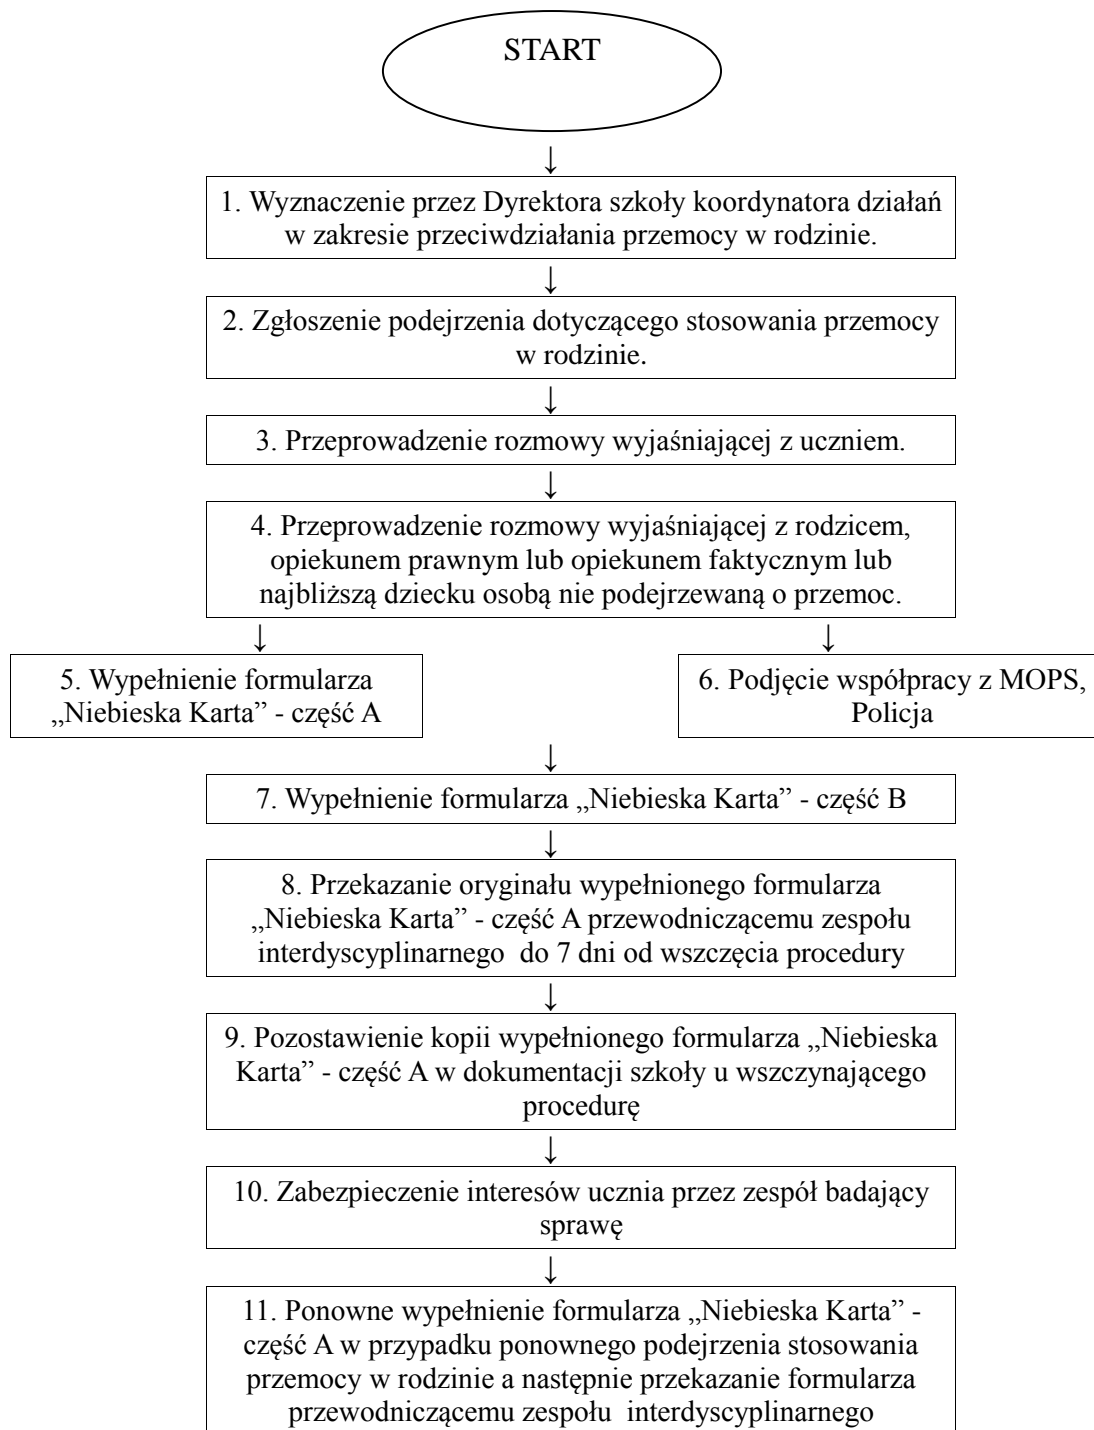 START
↓
1. Wyznaczenie przez Dyrektora szkoły koordynatora działań
w zakresie przeciwdziałania przemocy w rodzinie.
↓
2. Zgłoszenie podejrzenia dotyczącego stosowania przemocy
w rodzinie.
↓
3. Przeprowadzenie rozmowy wyjaśniającej z uczniem.
↓
4. Przeprowadzenie rozmowy wyjaśniającej z rodzicem,
opiekunem prawnym lub opiekunem faktycznym lub
najbliższą dziecku osobą nie podejrzewaną o przemoc.
↓ ↓
5. Wypełnienie formularza
„Niebieska Karta” - część A
6. Podjęcie współpracy z MOPS,
Policja
↓
7. Wypełnienie formularza „Niebieska Karta” - część B
↓
8. Przekazanie oryginału wypełnionego formularza
„Niebieska Karta” - część A przewodniczącemu zespołu
interdyscyplinarnego do 7 dni od wszczęcia procedury
↓
9. Pozostawienie kopii wypełnionego formularza „Niebieska
Karta” - część A w dokumentacji szkoły u wszczynającego
procedurę
↓
10. Zabezpieczenie interesów ucznia przez zespół badający
sprawę
↓
11. Ponowne wypełnienie formularza „Niebieska Karta” -
część A w przypadku ponownego podejrzenia stosowania
przemocy w rodzinie a następnie przekazanie formularza
przewodniczącemu zespołu interdyscyplinarnego